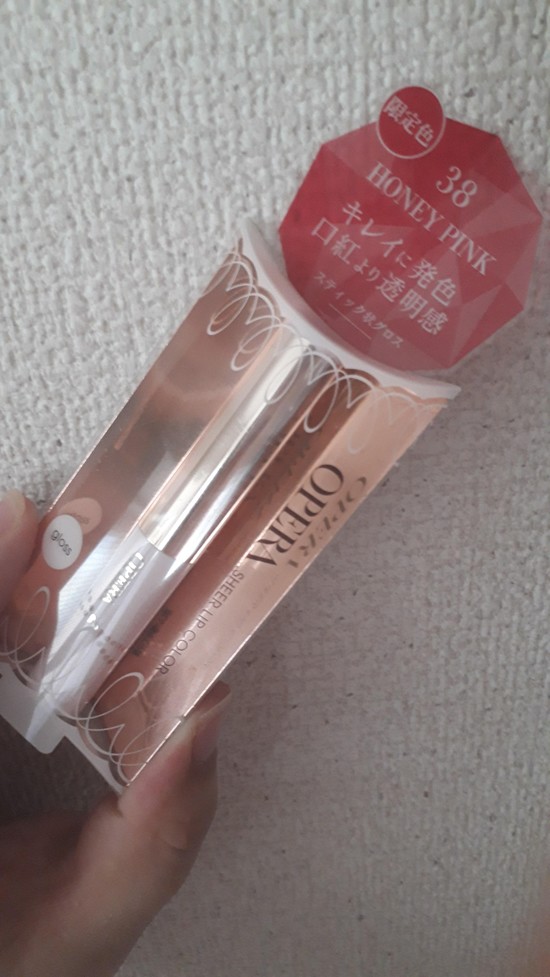 限定色
38
HONEY PINK
キレイに発色
口紅より透明感
スティック状グロス
OPERA
SHEER LIP COLOR
gloss
OPERA